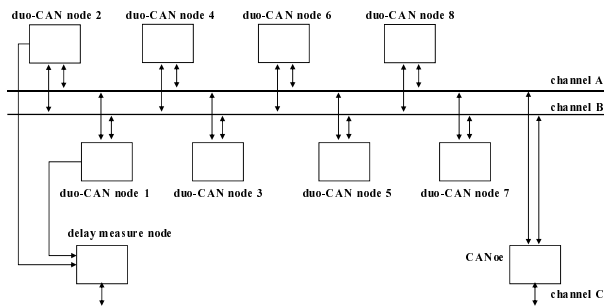 duo-CAN node 2
duo-CAN node 4
duo-CAN node 6
duo-CAN node 8
channel A
channel B
duo-CAN node 1
duo-CAN node 3
duo-CAN node 5
duo-CAN node 7
delay measure node
CANoe
channel C